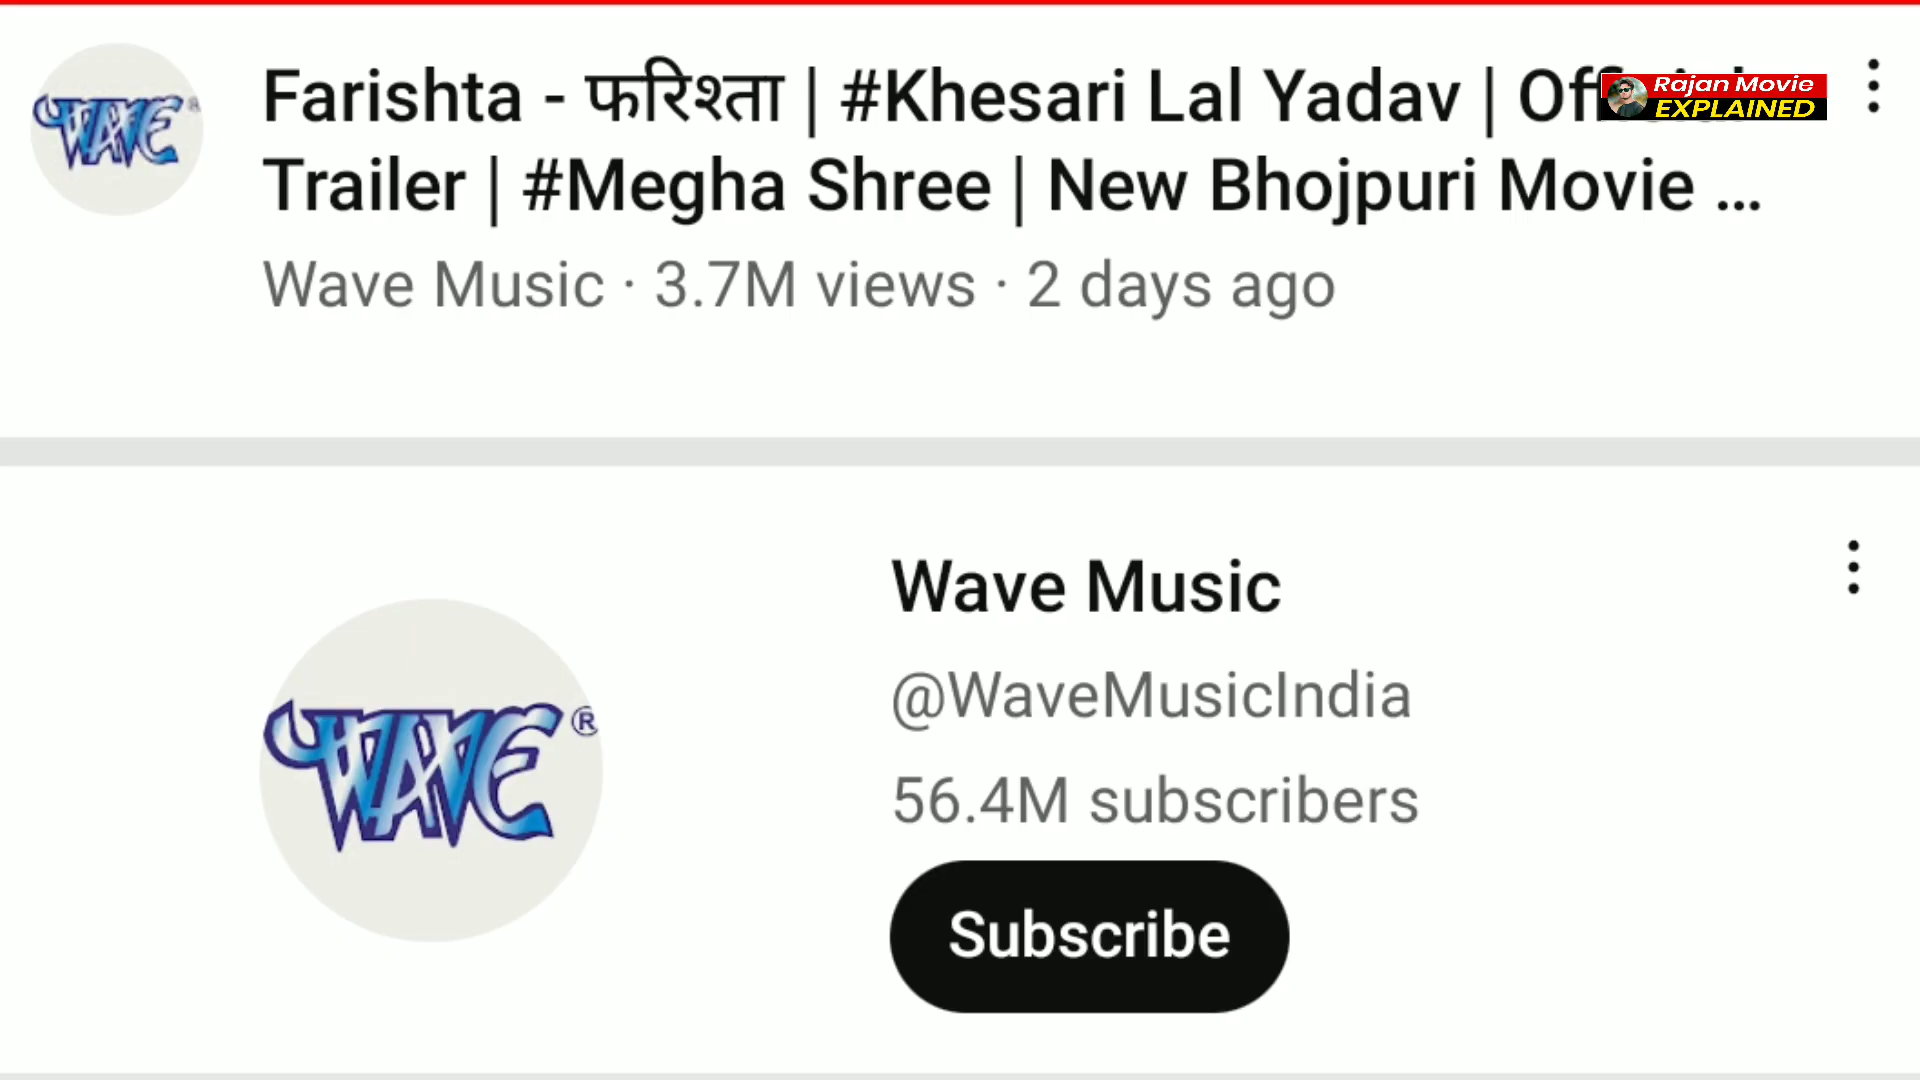 WAVE ®
Farishta - फरिश्ता | #Khesari Lal Yadav |
Rajan Movie
EXPLAINED
Trailer | #Megha Shree | New Bhojpuri Movie ...
Wave Music · 3.7M views · 2 days ago
Wave Music
WAVE ®
@WaveMusicIndia
56.4M subscribers
Subscribe